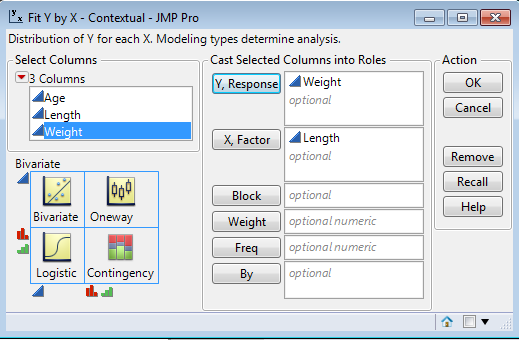 Fit Y by X - Contextual - JMP Pro
Distribution of Y for each X. Modeling types determine analysis.
Select Columns
3 Columns
Age
Length
Weight
Bivariate
Bivariate Oneway
Logistic Contingency
Cast Selected Columns into Roles
Y, Response Weight
optional
X, Factor Length
optional
Block optional
Weight optional numeric
Freq optional numeric
By optional
Action
OK
Cancel
Remove
Recall
Help